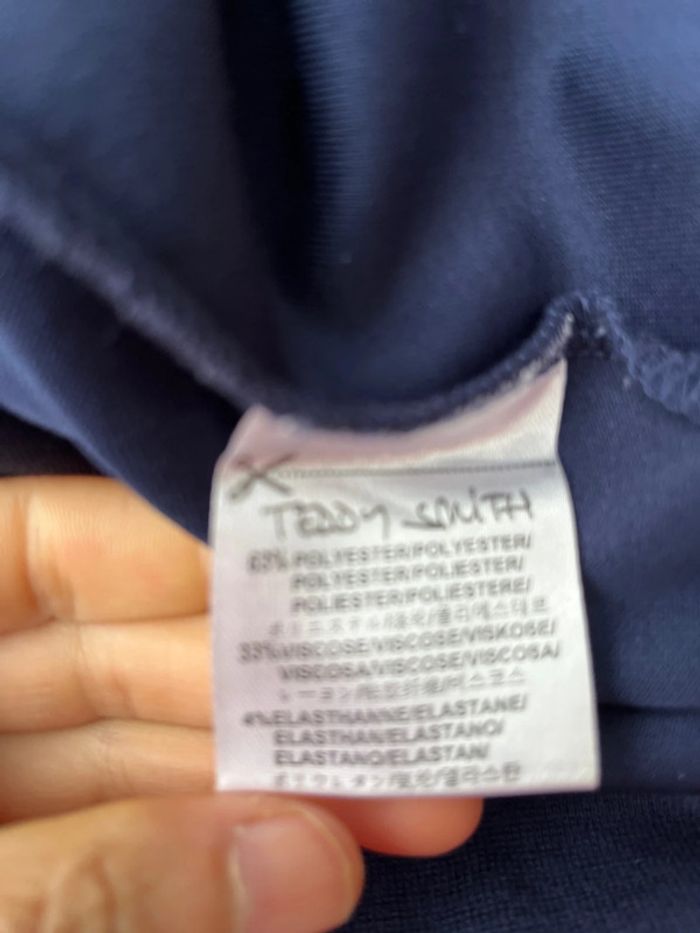 TEDDY SMITH
63% POLYESTER/POLYESTER/
POLYESTER/POLIESTER/
POLIESTER/POLIESTERE/
33%VISCOSE/VISCOSE/VISKOSE/
VISCOSA/VISCOSE/VISCOSA/
4%ELASTHANNE/ELASTANE/
ELASTHAN/ELASTANO/
ELASTANO/ELASTAN/